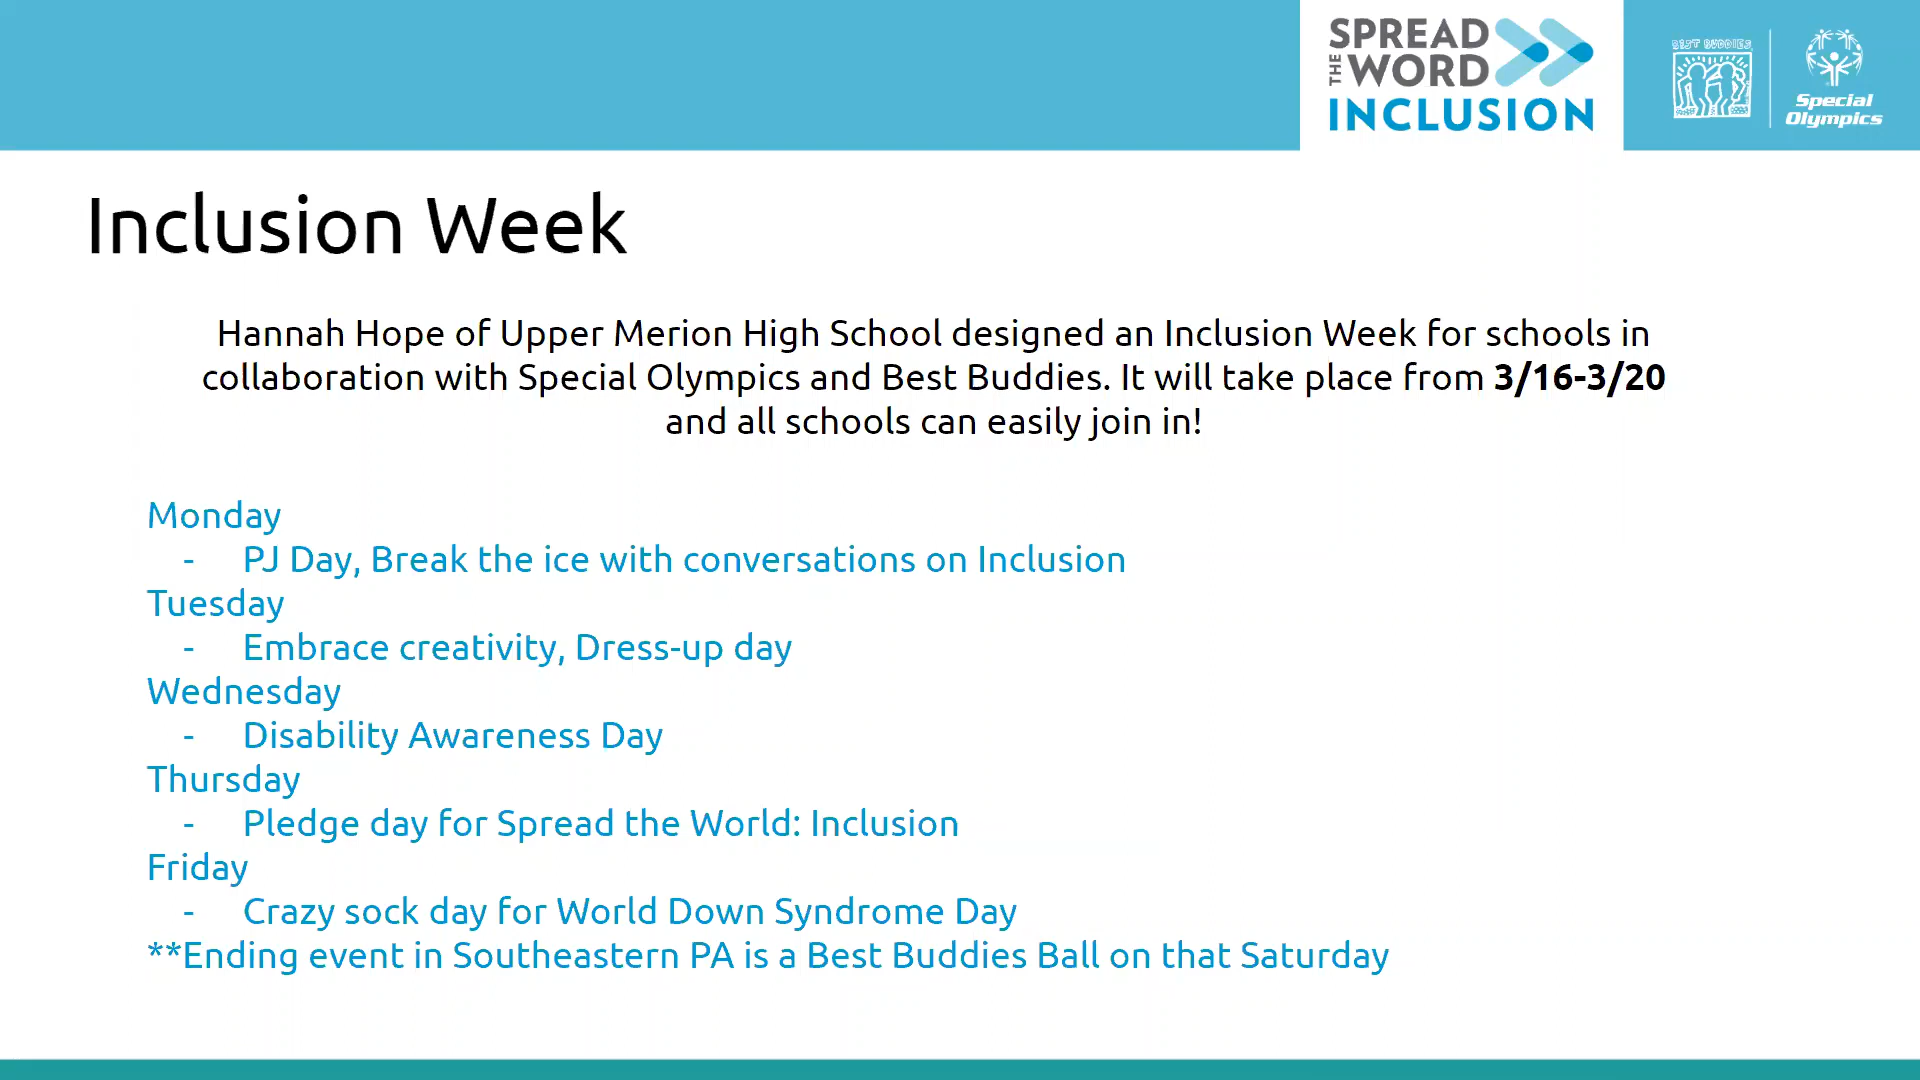 SPREAD
THE WORD
INCLUSION
BEST BUDDIES
Special
Olympics
Inclusion Week
Hannah Hope of Upper Merion High School designed an Inclusion Week for schools in
collaboration with Special Olympics and Best Buddies. It will take place from 3/16-3/20
and all schools can easily join in!
Monday
- PJ Day, Break the ice with conversations on Inclusion
Tuesday
- Embrace creativity, Dress-up day
Wednesday
- Disability Awareness Day
Thursday
- Pledge day for Spread the World: Inclusion
Friday
- Crazy sock day for World Down Syndrome Day
**Ending event in Southeastern PA is a Best Buddies Ball on that Saturday